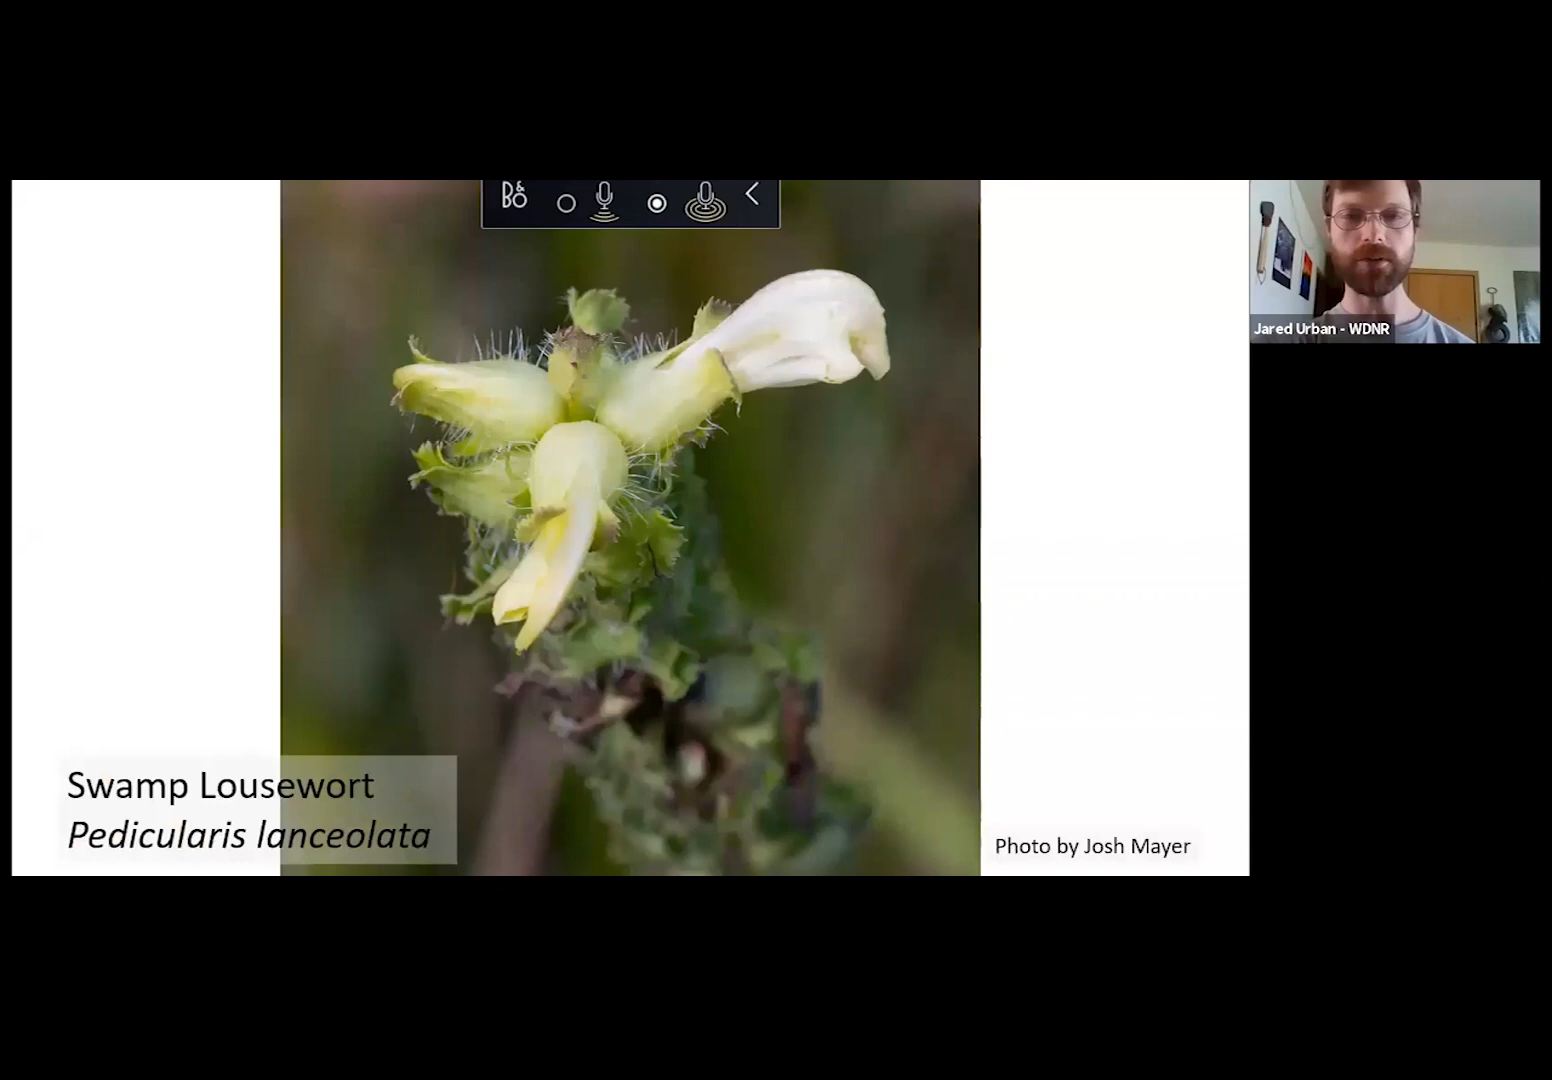 B&O
Jared Urban - WDNR
Swamp Lousewort
Pedicularis lanceolata
Photo by Josh Mayer